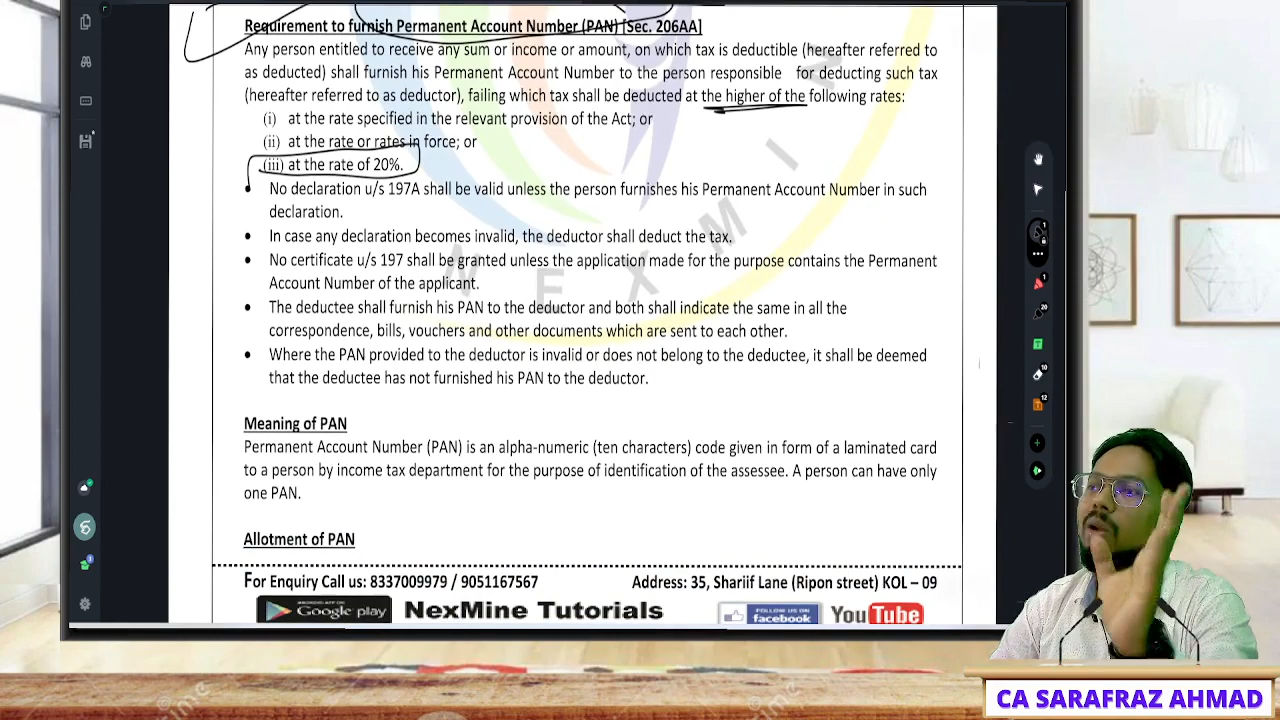 Requirement to furnish Permanent Account Number (PAN) [Sec. 206AA]
Any person entitled to receive any sum or income or amount, on which tax is deductible (hereafter referred to
as deducted) shall furnish his Permanent Account Number to the person responsible for deducting such tax
(hereafter referred to as deductor), failing which tax shall be deducted at the higher of the following rates:
(i) at the rate specified in the relevant provision of the Act; or
(ii) at the rate or rates in force; or
(iii) at the rate of 20%.
• No declaration u/s 197A shall be valid unless the person furnishes his Permanent Account Number in such
declaration.
• In case any declaration becomes invalid, the deductor shall deduct the tax.
• No certificate u/s 197 shall be granted unless the application made for the purpose contains the Permanent
Account Number of the applicant.
• The deductee shall furnish his PAN to the deductor and both shall indicate the same in all the
correspondence, bills, vouchers and other documents which are sent to each other.
• Where the PAN provided to the deductor is invalid or does not belong to the deductee, it shall be deemed
that the deductee has not furnished his PAN to the deductor.
Meaning of PAN
Permanent Account Number (PAN) is an alpha-numeric (ten characters) code given in form of a laminated card
to a person by income tax department for the purpose of identification of the assessee. A person can have only
one PAN.
Allotment of PAN
For Enquiry Call us: 8337009979 / 9051167567 Address: 35, Shariif Lane (Ripon street) KOL – 09
Google play NexMine Tutorials FOLLOW US ON facebook YouTube
N E X M I N
CA SARAFRAZ AHMAD